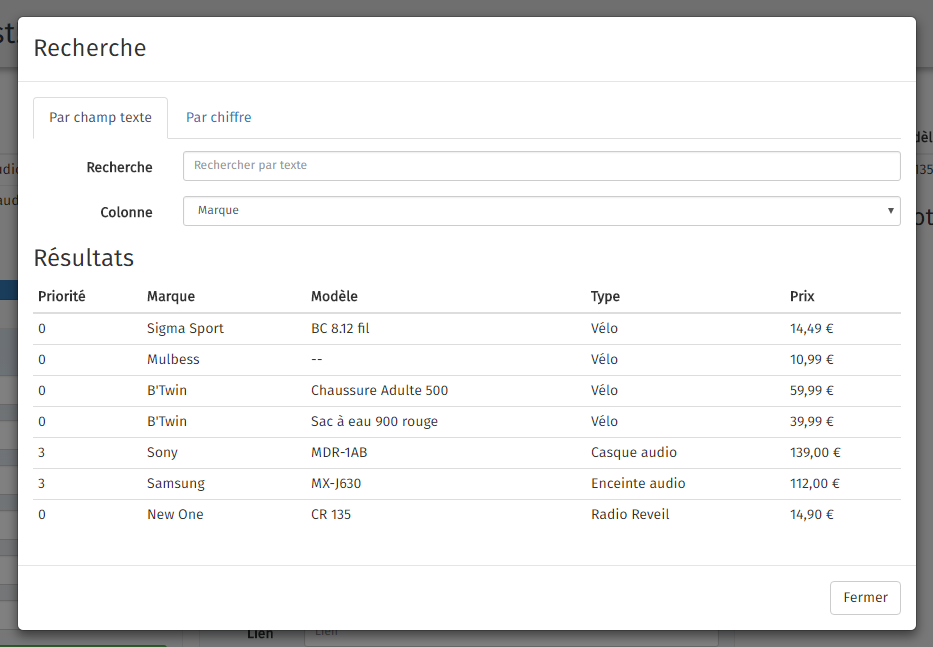 Recherche
Par champ texte Par chiffre
Recherche Rechercher par texte
Colonne Marque
Résultats
Priorité Marque Modèle Type Prix
0 Sigma Sport BC 8.12 fil Vélo 14,49 €
0 Mulbess -- Vélo 10,99 €
0 B'Twin Chaussure Adulte 500 Vélo 59,99 €
0 B'Twin Sac à eau 900 rouge Vélo 39,99 €
3 Sony MDR-1AB Casque audio 139,00 €
3 Samsung MX-J630 Enceinte audio 112,00 €
0 New One CR 135 Radio Reveil 14,90 €
Fermer
Lien Lien